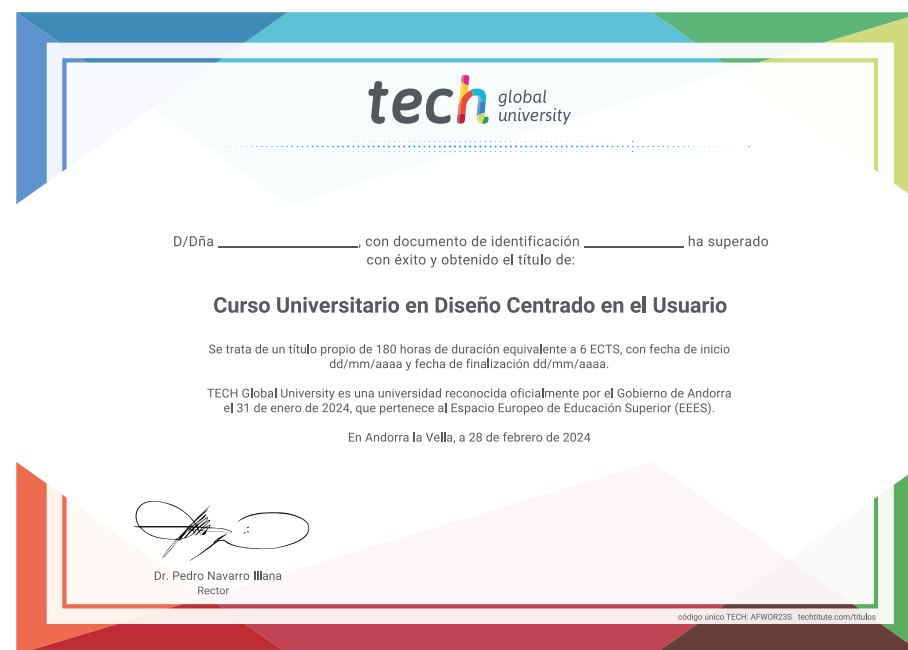 tech global university
D/Dña ______________, con documento de identificación __________ ha superado
con éxito y obtenido el título de:
Curso Universitario en Diseño Centrado en el Usuario
Se trata de un título propio de 180 horas de duración equivalente a 6 ECTS, con fecha de inicio
dd/mm/aaaa y fecha de finalización dd/mm/aaaa.
TECH Global University es una universidad reconocida oficialmente por el Gobierno de Andorra
el 31 de enero de 2024, que pertenece al Espacio Europeo de Educación Superior (EEES).
En Andorra la Vella, a 28 de febrero de 2024
Dr. Pedro Navarro Illana
Rector
código único TECH: AFWOR23S techtitute.com/titulos